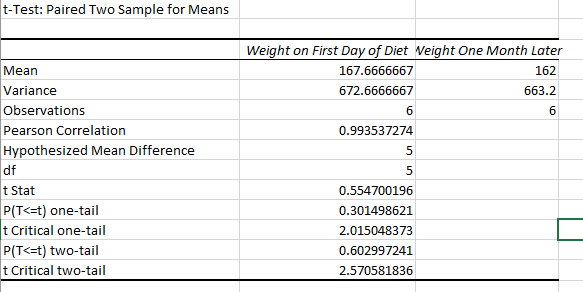 t-Test: Paired Two Sample for Means
Weight on First Day of Diet Weight One Month Later
Mean 167.6666667 162
Variance 672.6666667 663.2
Observations 6 6
Pearson Correlation 0.993537274
Hypothesized Mean Difference 5
df 5
t Stat 0.554700196
P(T<=t) one-tail 0.301498621
t Critical one-tail 2.015048373
P(T<=t) two-tail 0.602997241
t Critical two-tail 2.570581836